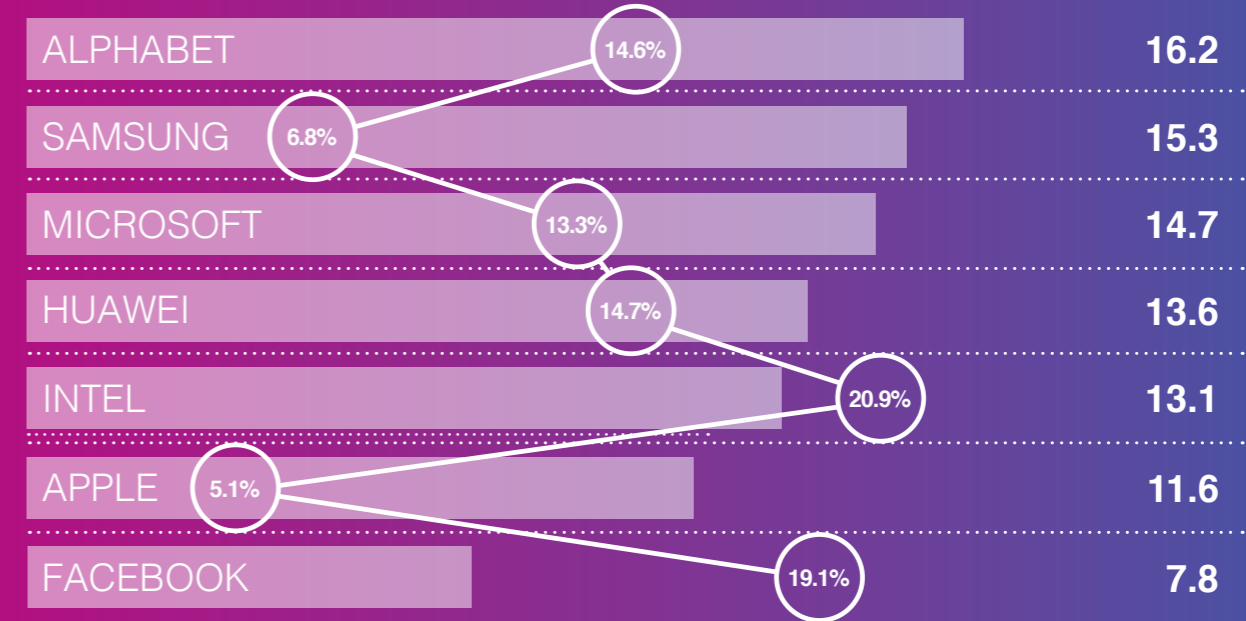 ALPHABET 14.6% 16.2
SAMSUNG 6.8% 15.3
MICROSOFT 13.3% 14.7
HUAWEI 14.7% 13.6
INTEL 20.9% 13.1
APPLE 5.1% 11.6
FACEBOOK 19.1% 7.8